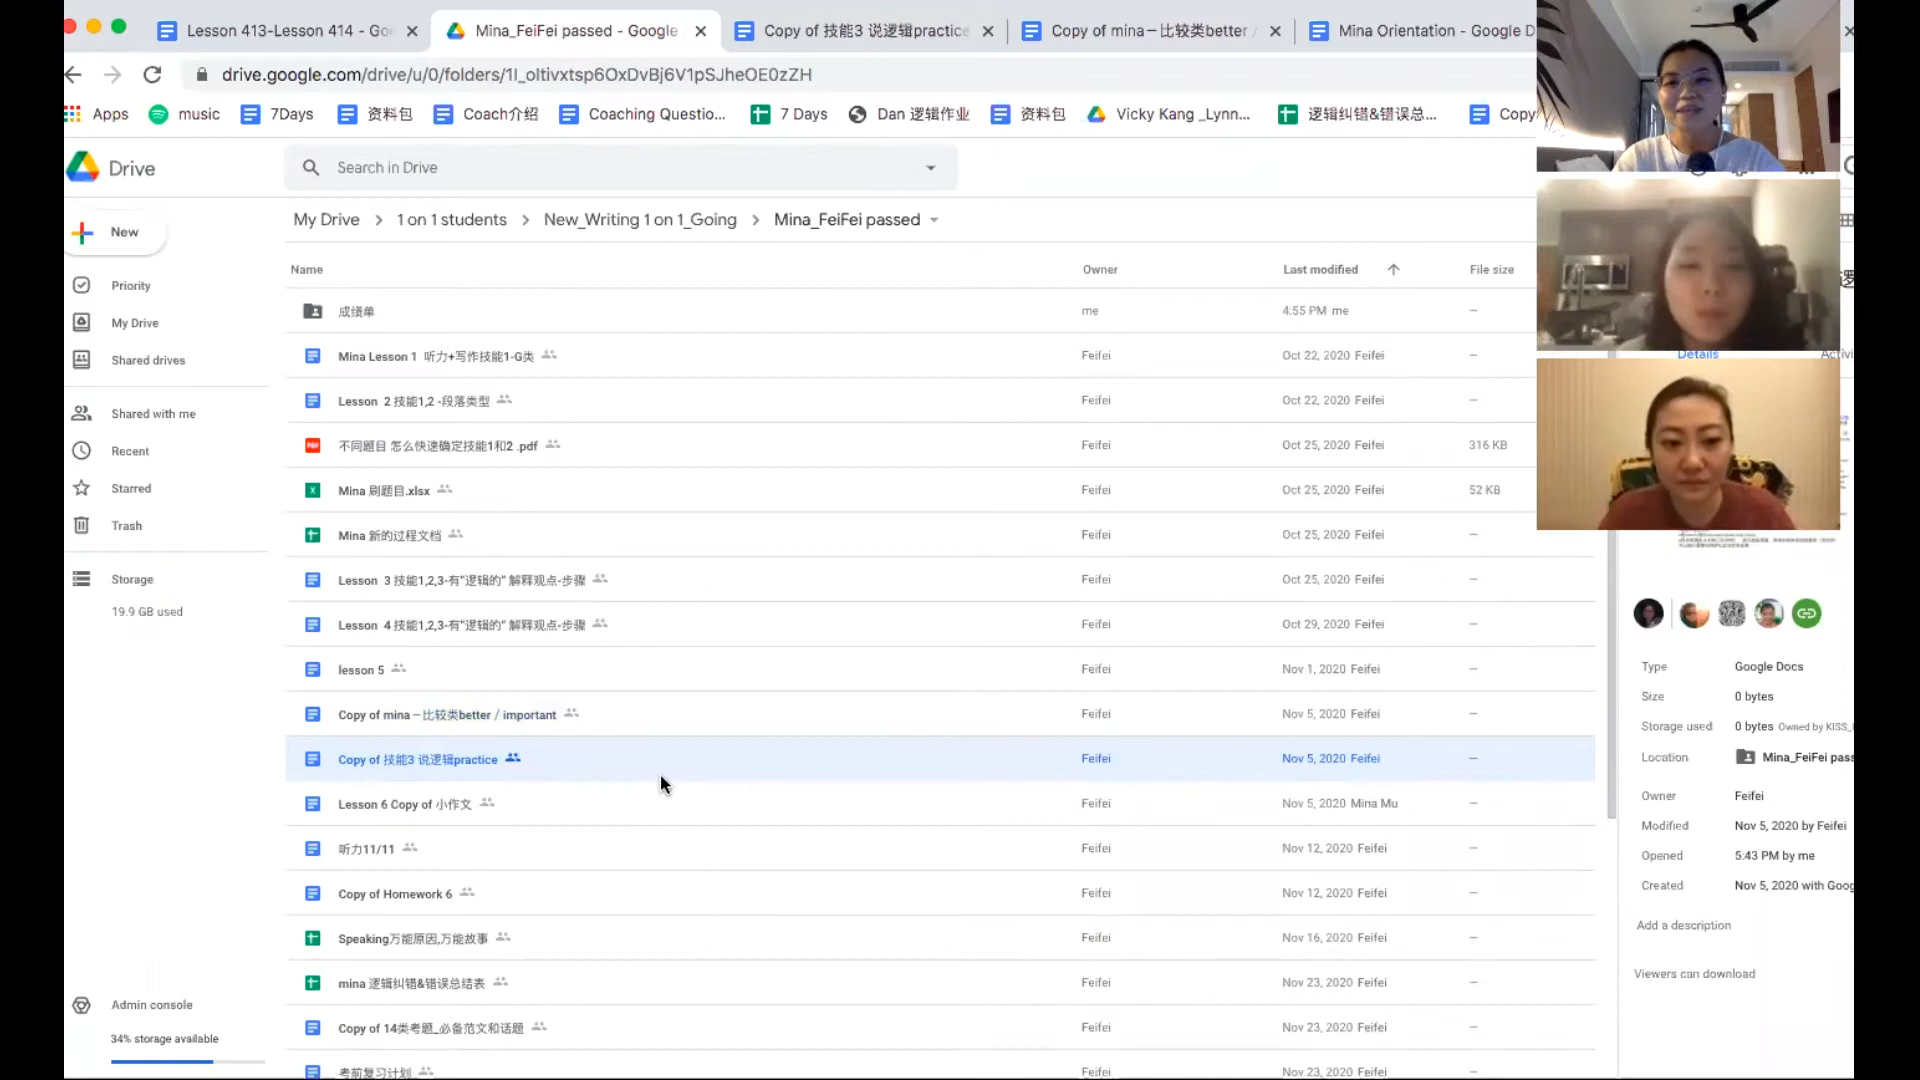 Lesson 413-Lesson 414 - Go
Mina_FeiFei passed - Google
Copy of 技能3 说逻辑practice
Copy of mina－比较类better /
Mina Orientation - Google D
drive.google.com/drive/u/0/folders/1I_oltivxtsp6OxDvBj6V1pSJheOE0zZH
Apps
music
7Days
资料包
Coach介绍
Coaching Questio...
7 Days
Dan 逻辑作业
资料包
Vicky Kang _Lynn...
逻辑纠错&错误总...
Copy
Drive
Search in Drive
New
My Drive > 1 on 1 students > New_Writing 1 on 1_Going > Mina_FeiFei passed
Priority
My Drive
Shared drives
Shared with me
Recent
Starred
Trash
Storage
19.9 GB used
Admin console
34% storage available
Name Owner Last modified File size
成绩单 me 4:55 PM me –
Mina Lesson 1 听力+写作技能1-G类 Feifei Oct 22, 2020 Feifei –
Lesson 2 技能1,2 -段落类型 Feifei Oct 22, 2020 Feifei –
不同题目 怎么快速确定技能1和2 .pdf Feifei Oct 25, 2020 Feifei 316 KB
Mina 刷题目.xlsx Feifei Oct 25, 2020 Feifei 52 KB
Mina 新的过程文档 Feifei Oct 25, 2020 Feifei –
Lesson 3 技能1,2,3-有"逻辑的" 解释观点-步骤 Feifei Oct 25, 2020 Feifei –
Lesson 4 技能1,2,3-有"逻辑的" 解释观点-步骤 Feifei Oct 29, 2020 Feifei –
lesson 5 Feifei Nov 1, 2020 Feifei –
Copy of mina－比较类better / important Feifei Nov 5, 2020 Feifei –
Copy of 技能3 说逻辑practice Feifei Nov 5, 2020 Feifei –
Lesson 6 Copy of 小作文 Feifei Nov 5, 2020 Mina Mu –
听力11/11 Feifei Nov 12, 2020 Feifei –
Copy of Homework 6 Feifei Nov 12, 2020 Feifei –
Speaking万能原因,万能故事 Feifei Nov 16, 2020 Feifei –
mina 逻辑纠错&错误总结表 Feifei Nov 23, 2020 Feifei –
Copy of 14类考题_必备范文和话题 Feifei Nov 23, 2020 Feifei –
考前复习计划 Feifei Nov 23, 2020 Feifei –
Details Activi
Type Google Docs
Size 0 bytes
Storage used 0 bytes Owned by KISS_
Location Mina_FeiFei pass
Owner Feifei
Modified Nov 5, 2020 by Feifei
Opened 5:43 PM by me
Created Nov 5, 2020 with Goog
Add a description
Viewers can download